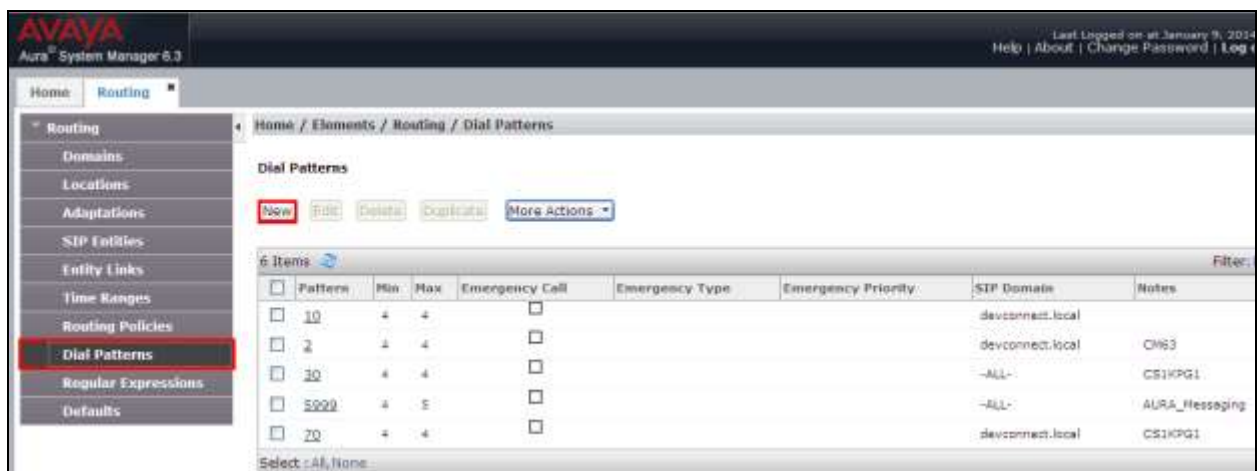 AVAYA
Aura® System Manager 6.3
Last Logged on at January 9, 2014
Help | About | Change Password | Log
Home Routing
Routing
Domains
Locations
Adaptations
SIP Entities
Entity Links
Time Ranges
Routing Policies
Dial Patterns
Regular Expressions
Defaults
Home / Elements / Routing / Dial Patterns
Dial Patterns
New Edit Delete Duplicate More Actions
6 Items Filter:
Pattern Min Max Emergency Call Emergency Type Emergency Priority SIP Domain Notes
10 4 4 devconnect.local
2 4 4 devconnect.local CM63
30 4 4 -ALL- CS1KPG1
5999 4 5 -ALL- AURA_Messaging
70 4 4 devconnect.local CS1KPG1
Select : All, None